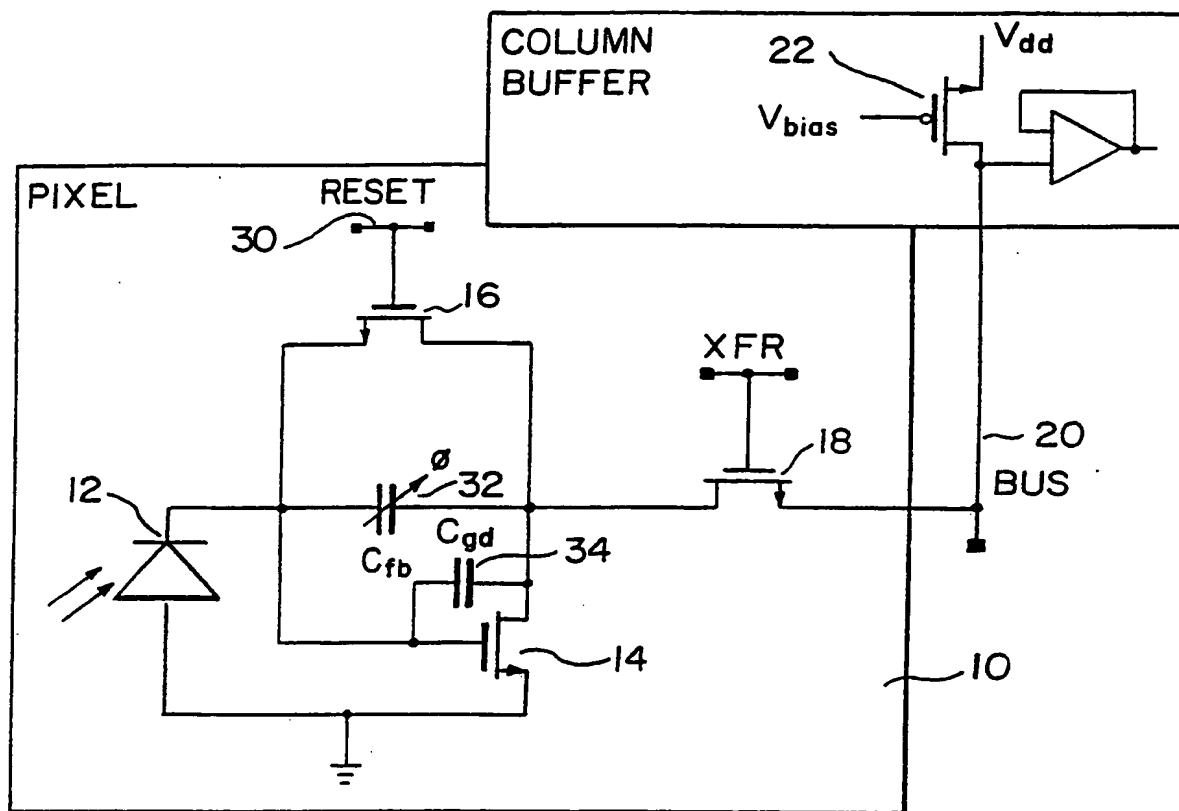 COLUMN
BUFFER
22
Vdd
Vbias
PIXEL
RESET
30
16
XFR
18
20
BUS
12
ø
32
Cfb
Cgd
34
14
10